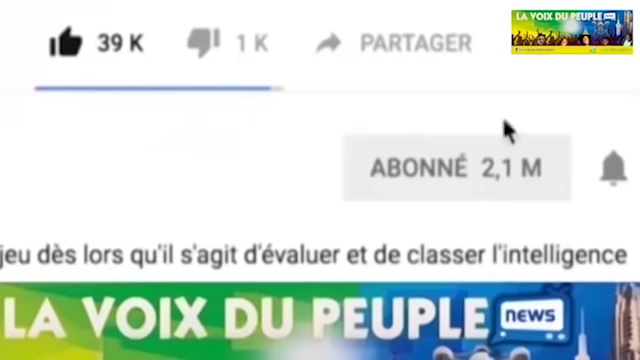 LA VOIX DU PEUPLE NEWS
39 K 1 K PARTAGER
ABONNÉ 2,1 M
jeu dès lors qu'il s'agit d'évaluer et de classer l'intelligence
LA VOIX DU PEUPLE NEWS